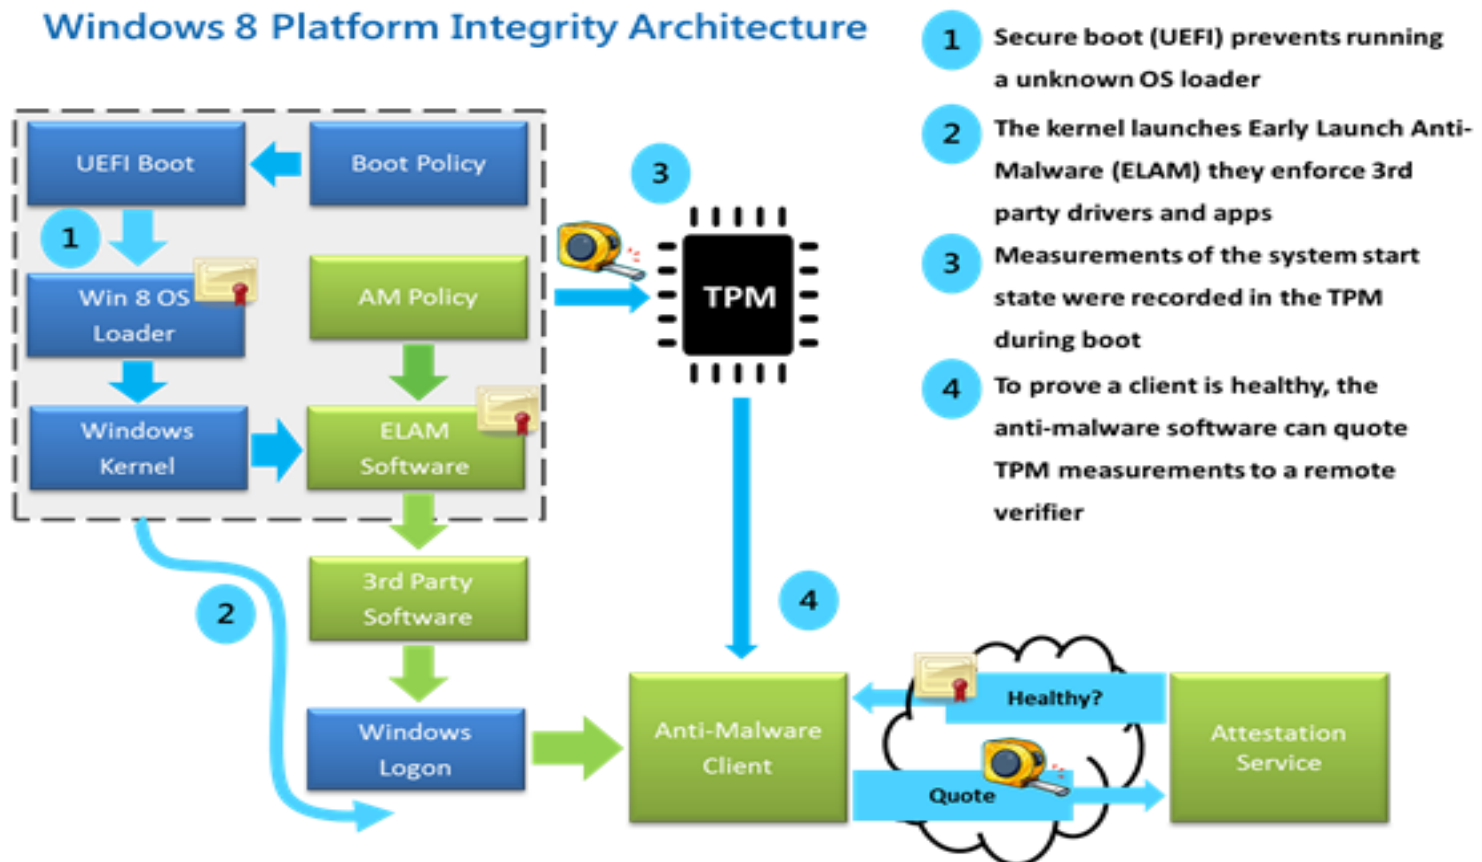 Windows 8 Platform Integrity Architecture
1
Secure boot (UEFI) prevents running
a unknown OS loader
2
The kernel launches Early Launch Anti-
Malware (ELAM) they enforce 3rd
party drivers and apps
3
Measurements of the system start
state were recorded in the TPM
during boot
4
To prove a client is healthy, the
anti-malware software can quote
TPM measurements to a remote
verifier
UEFI Boot
Boot Policy
3
1
Win 8 OS
Loader
AM Policy
TPM
Windows
Kernel
ELAM
Software
3rd Party
Software
2
4
Windows
Logon
Anti-Malware
Client
Healthy?
Quote
Attestation
Service